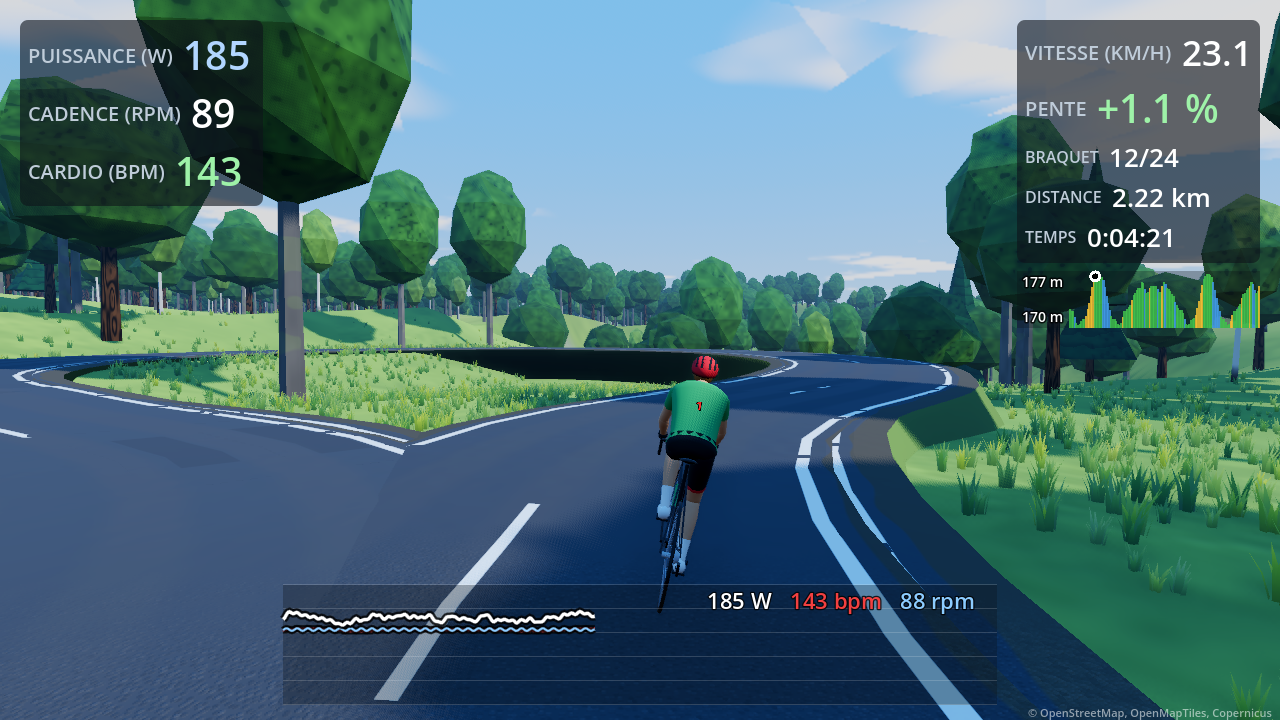 PUISSANCE (W) 185
CADENCE (RPM) 89
CARDIO (BPM) 143
VITESSE (KM/H) 23.1
PENTE +1.1 %
BRAQUET 12/24
DISTANCE 2.22 km
TEMPS 0:04:21
177 m
170 m
1
185 W 143 bpm 88 rpm
© OpenStreetMap, OpenMapTiles, Copernicus